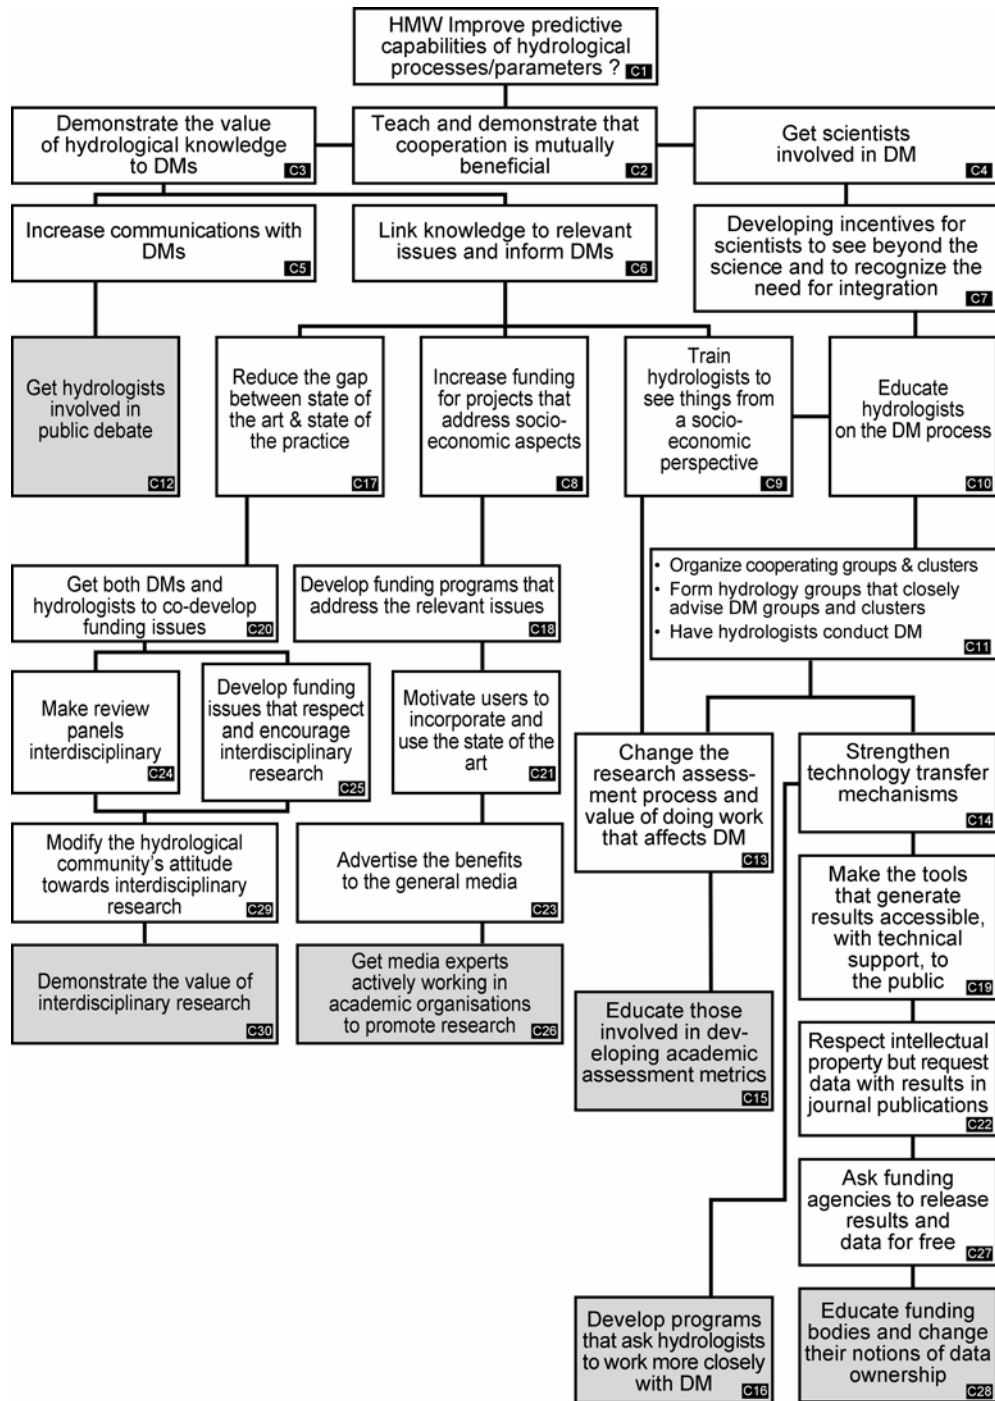 HMW Improve predictive
capabilities of hydrological
processes/parameters ?
C1
Demonstrate the value
of hydrological knowledge
to DMs
C3
Teach and demonstrate that
cooperation is mutually
beneficial
C2
Get scientists
involved in DM
C4
Increase communications with
DMs
C5
Link knowledge to relevant
issues and inform DMs
C6
Developing incentives for
scientists to see beyond the
science and to recognize the
need for integration
C7
Get hydrologists
involved in
public debate
C12
Reduce the gap
between state of
the art & state of
the practice
C17
Increase funding
for projects that
address socio-
economic aspects
C8
Train
hydrologists to
see things from
a socio-
economic
perspective
C9
Educate
hydrologists
on the DM process
C10
Get both DMs and
hydrologists to co-develop
funding issues
C20
Develop funding programs that
address the relevant issues
C18
• Organize cooperating groups & clusters
• Form hydrology groups that closely
advise DM groups and clusters
• Have hydrologists conduct DM
C11
Make review
panels
interdisciplinary
C24
Develop funding
issues that respect
and encourage
interdisciplinary
research
C25
Motivate users to
incorporate and
use the state of the
art
C21
Change the
research assess-
ment process and
value of doing work
that affects DM
C13
Strengthen
technology transfer
mechanisms
C14
Modify the hydrological
community's attitude
towards interdisciplinary
research
C29
Advertise the benefits
to the general media
C23
Make the tools
that generate
results accessible,
with technical
support, to
the public
C19
Demonstrate the value of
interdisciplinary research
C30
Get media experts
actively working in
academic organisations
to promote research
C26
Educate those
involved in dev-
eloping academic
assessment metrics
C15
Respect intellectual
property but request
data with results in
journal publications
C22
Ask funding
agencies to release
results and
data for free
C27
Develop programs
that ask hydrologists
to work more closely
with DM
C16
Educate funding
bodies and change
their notions of data
ownership
C28